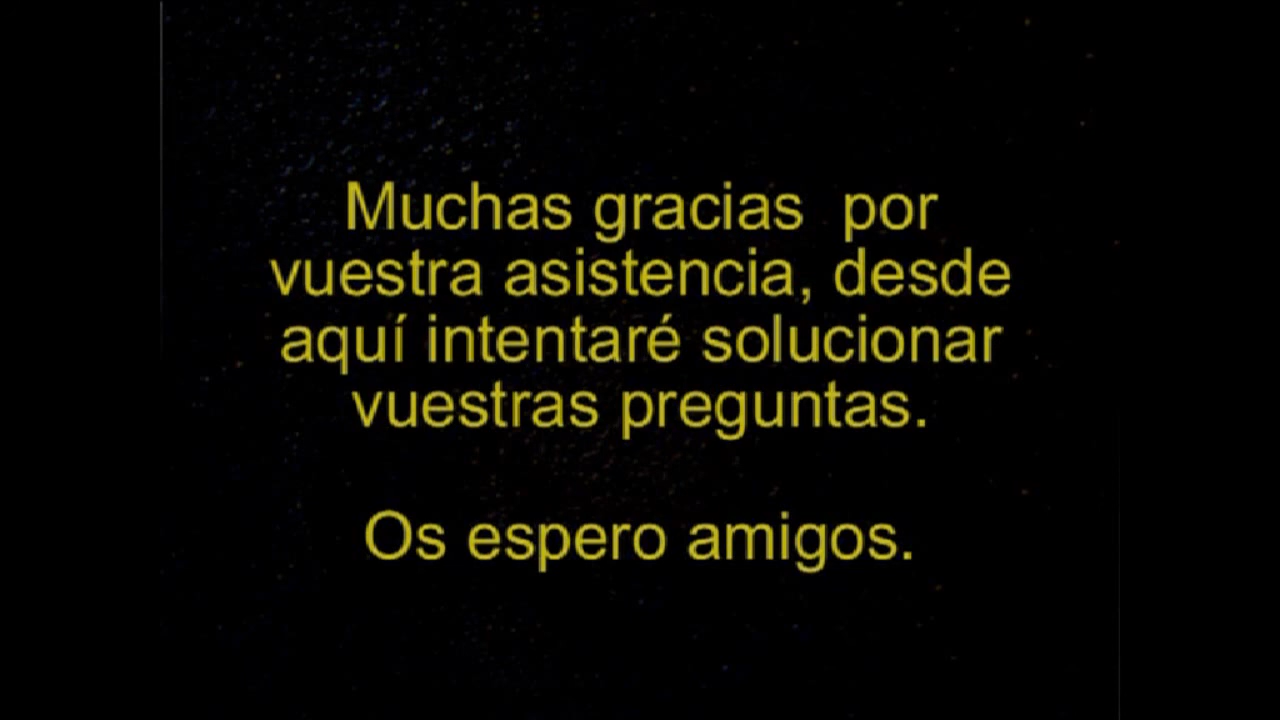 Muchas gracias  por
vuestra asistencia, desde
aquí intentaré solucionar
vuestras preguntas.
Os espero amigos.